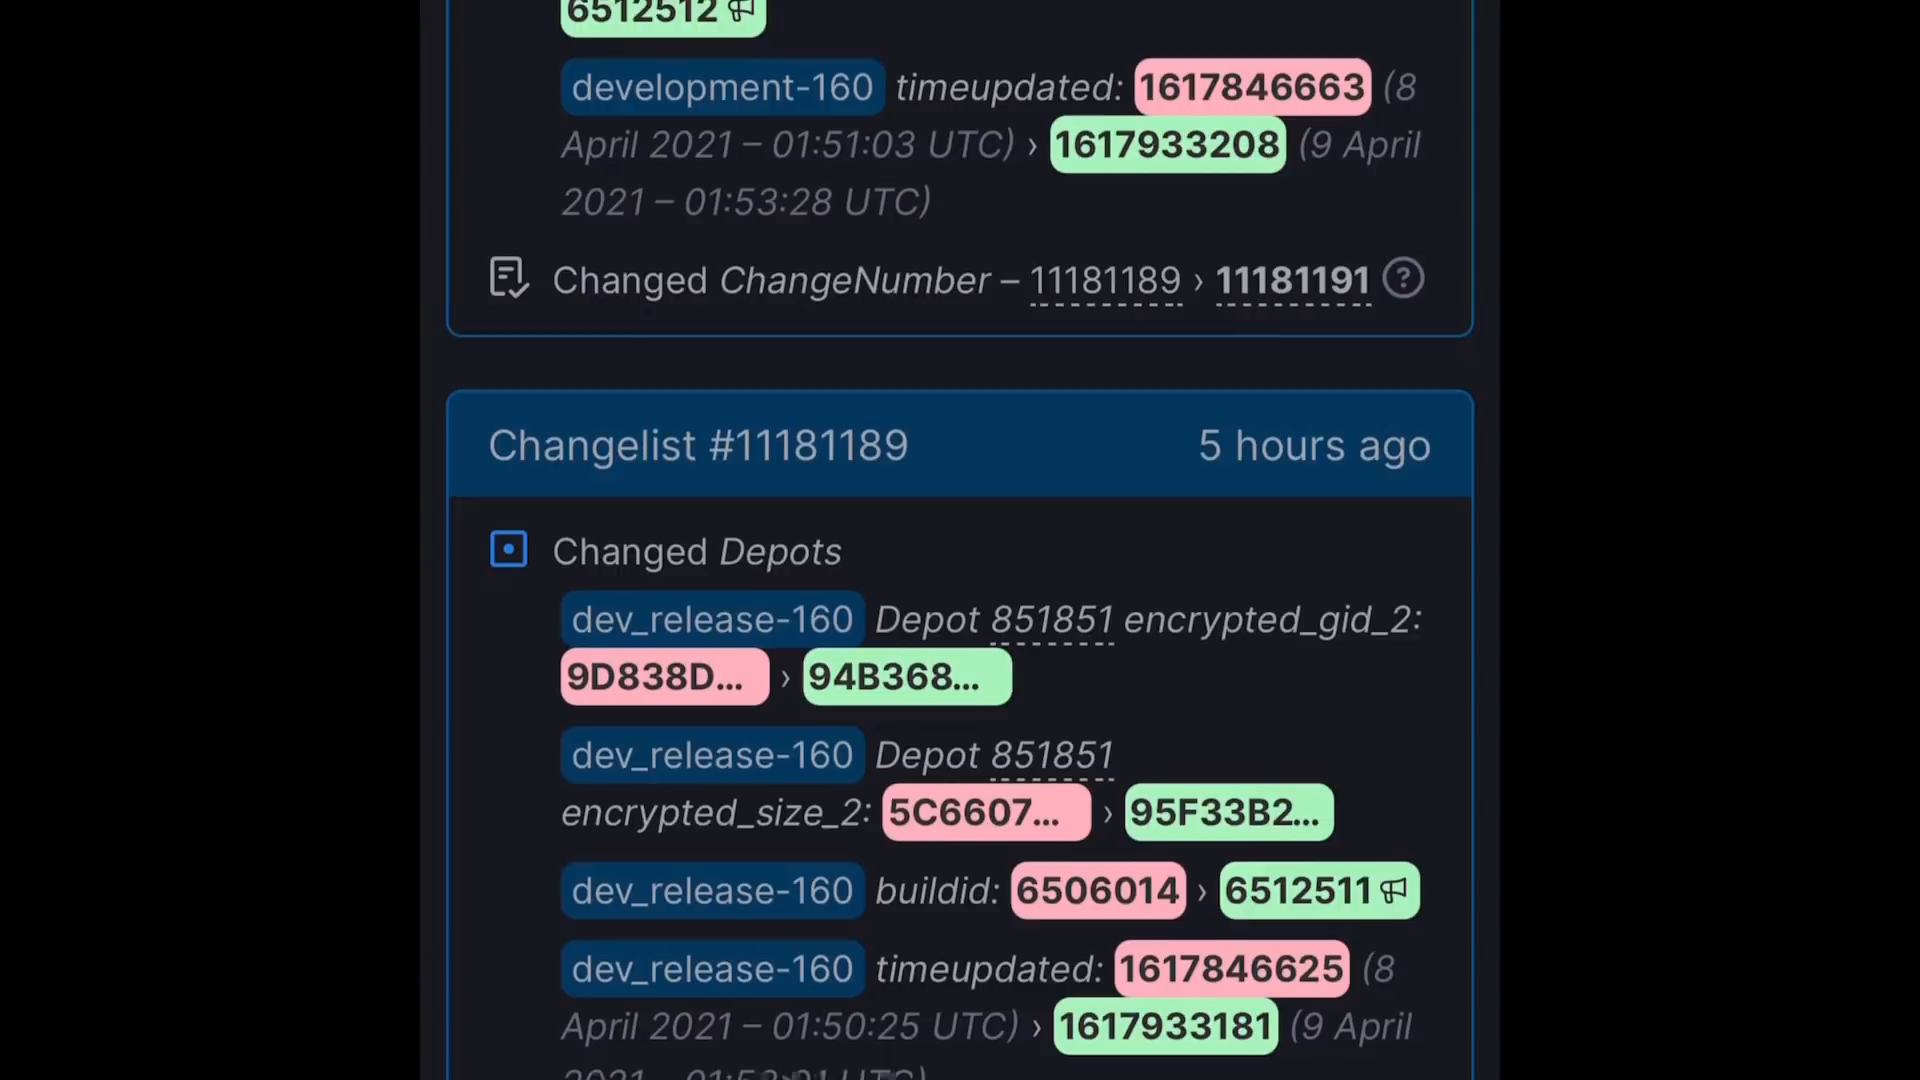 6512512
development-160 timeupdated: 1617846663 (8
April 2021 – 01:51:03 UTC) › 1617933208 (9 April
2021 – 01:53:28 UTC)
Changed ChangeNumber – 11181189 › 11181191 ?
Changelist #11181189 5 hours ago
Changed Depots
dev_release-160 Depot 851851 encrypted_gid_2:
9D838D... › 94B368...
dev_release-160 Depot 851851
encrypted_size_2: 5C6607... › 95F33B2...
dev_release-160 buildid: 6506014 › 6512511
dev_release-160 timeupdated: 1617846625 (8
April 2021 – 01:50:25 UTC) › 1617933181 (9 April
2021 – UTC)